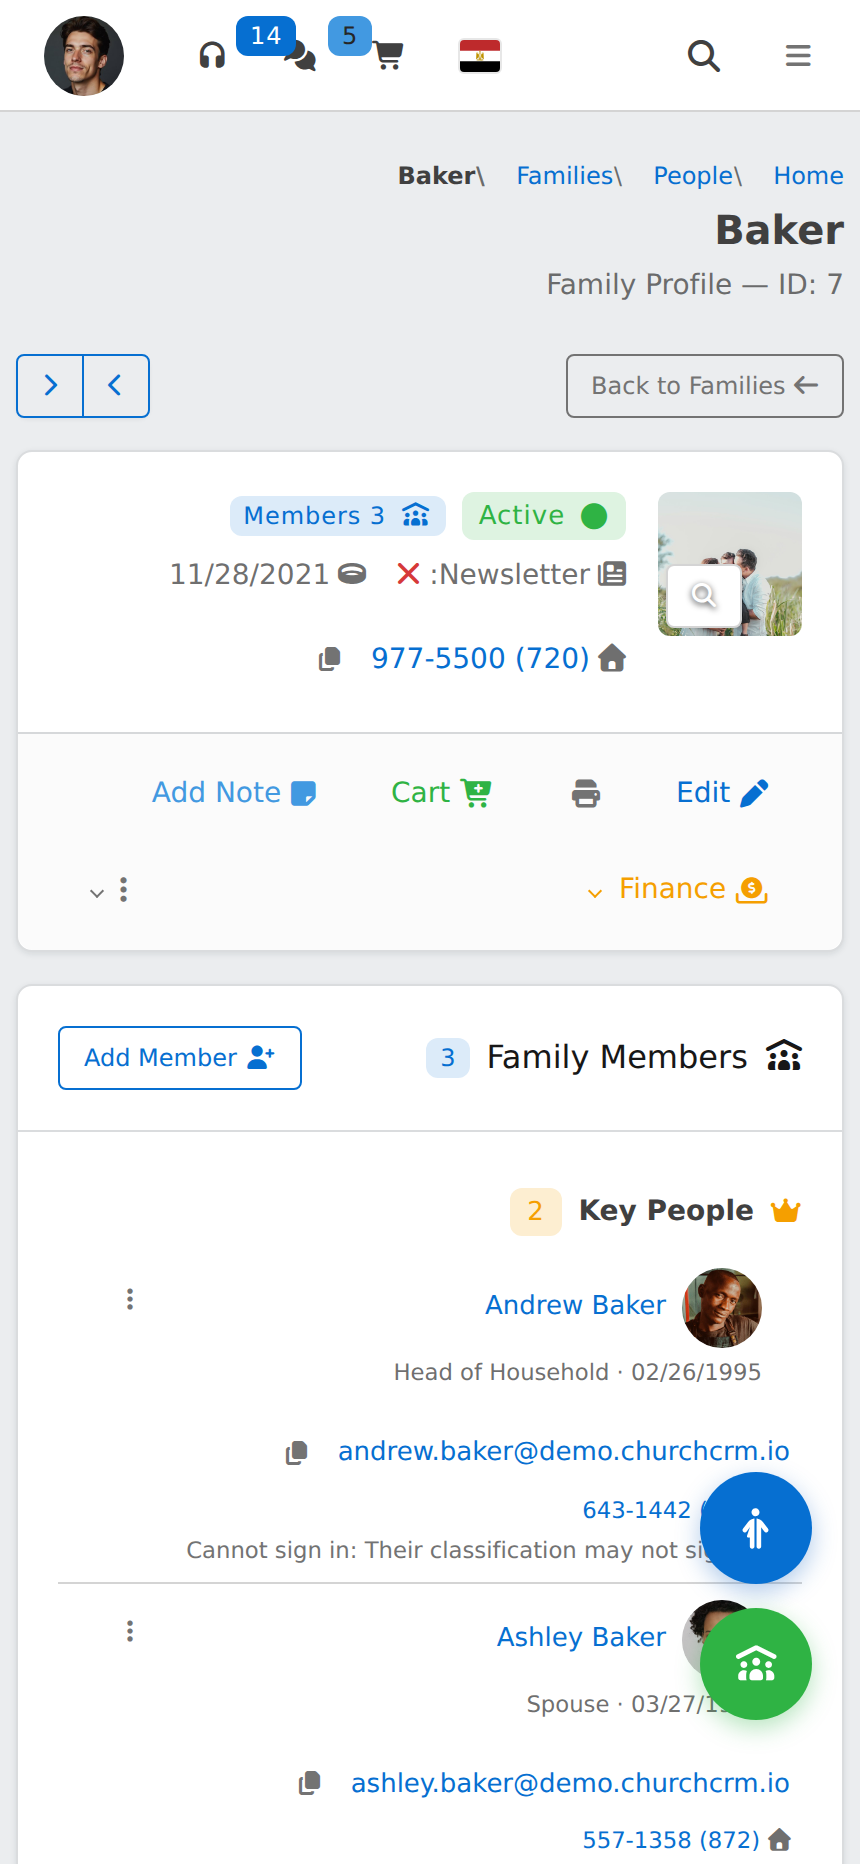 14
5
Baker\ Families\ People\ Home
Baker
Family Profile — ID: 7
Back to Families
Members 3 Active
11/28/2021 :Newsletter
977-5500 (720)
Add Note Cart Edit
Finance
Add Member 3 Family Members
2 Key People
Andrew Baker
Head of Household · 02/26/1995
andrew.baker@demo.churchcrm.io
643-1442 (
Cannot sign in: Their classification may not
Ashley Baker
Spouse · 03/27/
ashley.baker@demo.churchcrm.io
557-1358 (872)